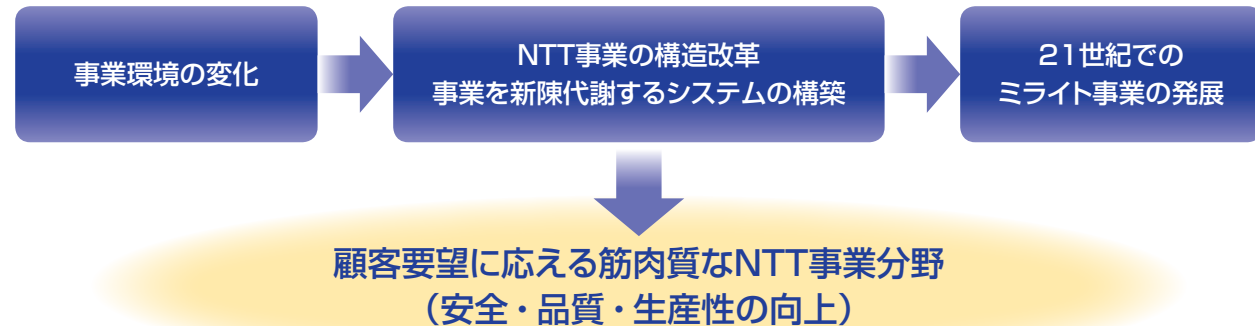 事業環境の変化
NTT事業の構造改革
事業を新陳代謝するシステムの構築
21世紀での
ミライト事業の発展
顧客要望に応える筋肉質なNTT事業分野
（安全・品質・生産性の向上）